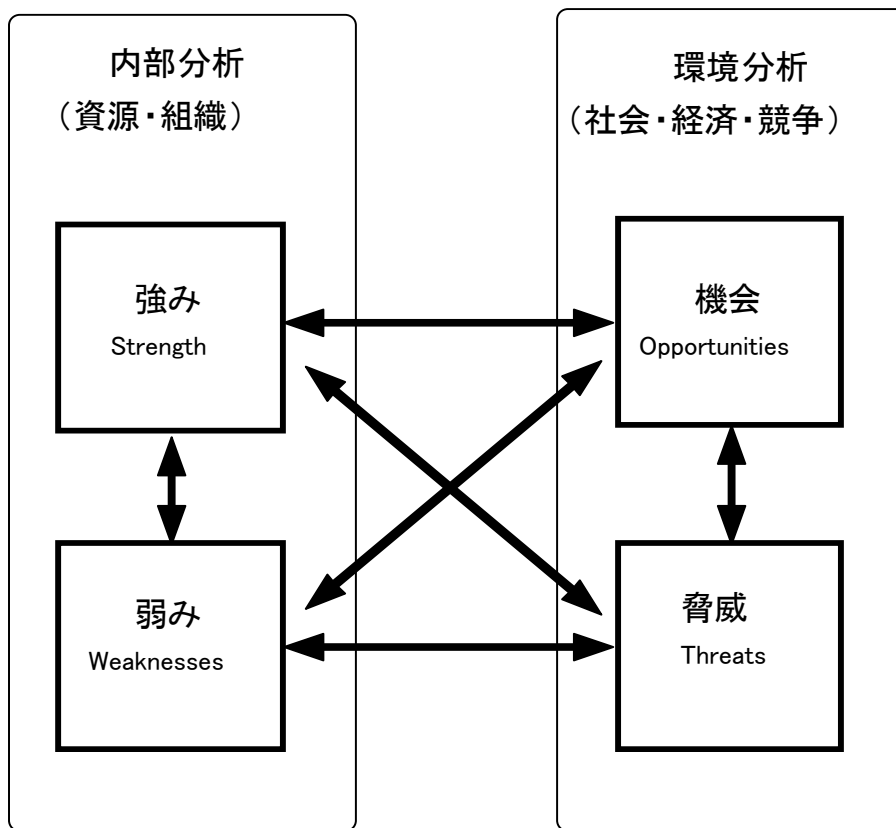 内部分析
（資源・組織）
強み
Strength
弱み
Weaknesses
環境分析
（社会・経済・競争）
機会
Opportunities
脅威
Threats